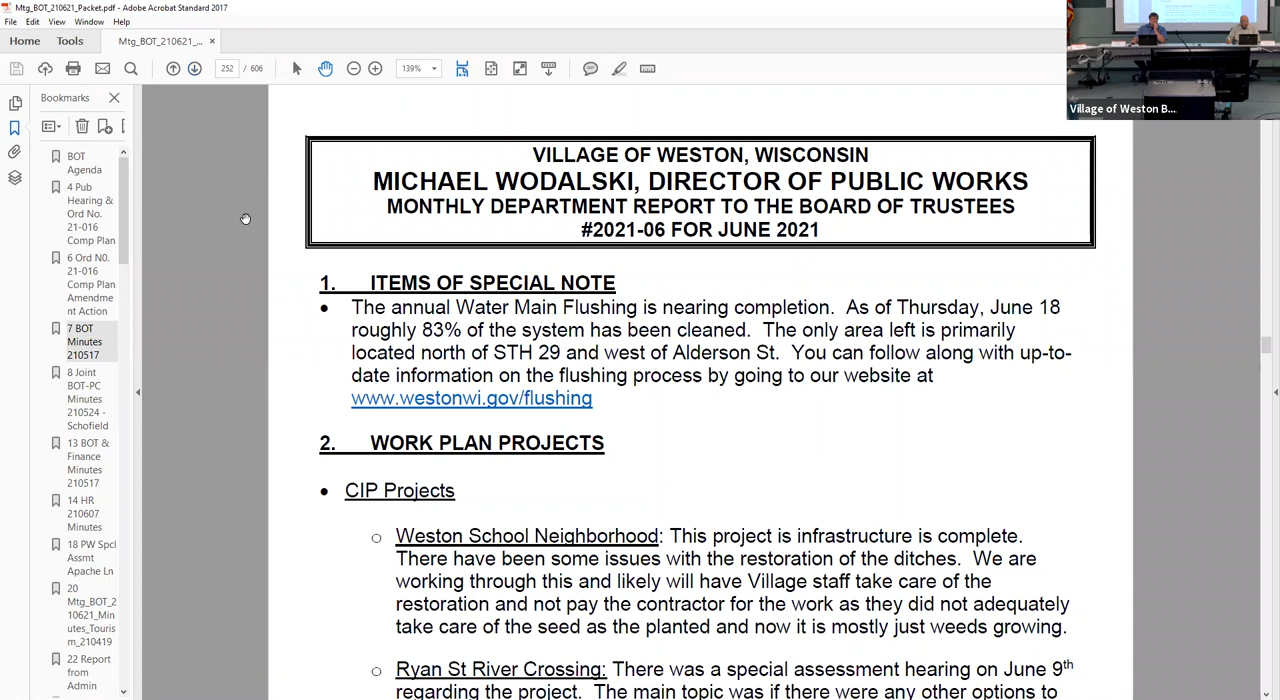 Mtg_BOT_210621_Packet.pdf - Adobe Acrobat Standard 2017
File Edit View Window Help
Home Tools Mtg_BOT_210621_... ×
252 / 606 139%
Bookmarks
BOT
Agenda
4 Pub
Hearing &
Ord No.
21-016
Comp Plan
6 Ord N0.
21-016
Comp Plan
Amendme
nt Action
7 BOT
Minutes
210517
8 Joint
BOT-PC
Minutes
210524 -
Schofield
13 BOT &
Finance
Minutes
210517
14 HR
210607
Minutes
18 PW Spcl
Assmt
Apache Ln
20
Mtg_BOT_2
10621_Min
utes_Touris
m_210419
22 Report
from
Admin
VILLAGE OF WESTON, WISCONSIN
MICHAEL WODALSKI, DIRECTOR OF PUBLIC WORKS
MONTHLY DEPARTMENT REPORT TO THE BOARD OF TRUSTEES
#2021-06 FOR JUNE 2021
1. ITEMS OF SPECIAL NOTE
• The annual Water Main Flushing is nearing completion. As of Thursday, June 18
roughly 83% of the system has been cleaned. The only area left is primarily
located north of STH 29 and west of Alderson St. You can follow along with up-to-
date information on the flushing process by going to our website at
www.westonwi.gov/flushing
2. WORK PLAN PROJECTS
• CIP Projects
o Weston School Neighborhood: This project is infrastructure is complete.
There have been some issues with the restoration of the ditches. We are
working through this and likely will have Village staff take care of the
restoration and not pay the contractor for the work as they did not adequately
take care of the seed as the planted and now it is mostly just weeds growing.
o Ryan St River Crossing: There was a special assessment hearing on June 9th
regarding the project. The main topic was if there were any other options to
Village of Weston B...